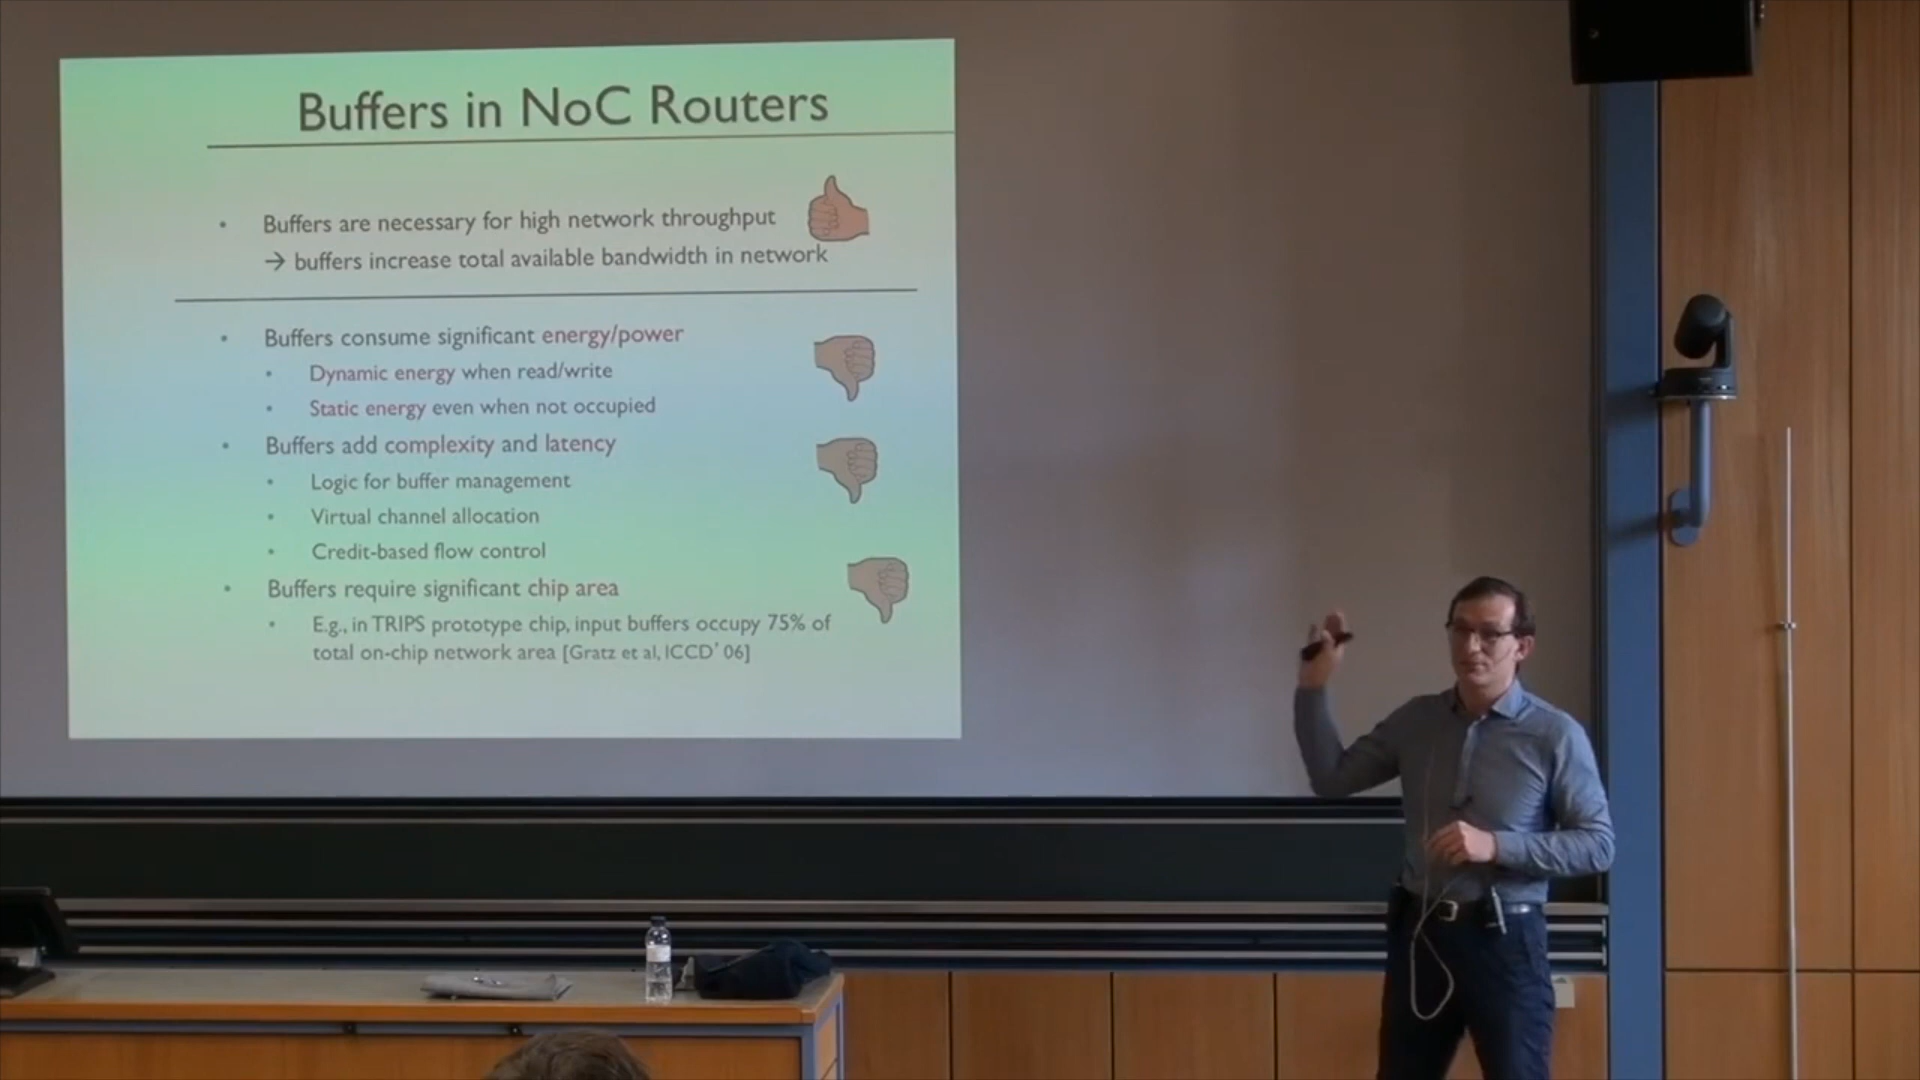 Buffers in NoC Routers
• Buffers are necessary for high network throughput
→ buffers increase total available bandwidth in network
• Buffers consume significant energy/power
• Dynamic energy when read/write
• Static energy even when not occupied
• Buffers add complexity and latency
• Logic for buffer management
• Virtual channel allocation
• Credit-based flow control
• Buffers require significant chip area
• E.g., in TRIPS prototype chip, input buffers occupy 75% of
total on-chip network area [Gratz et al, ICCD’ 06]